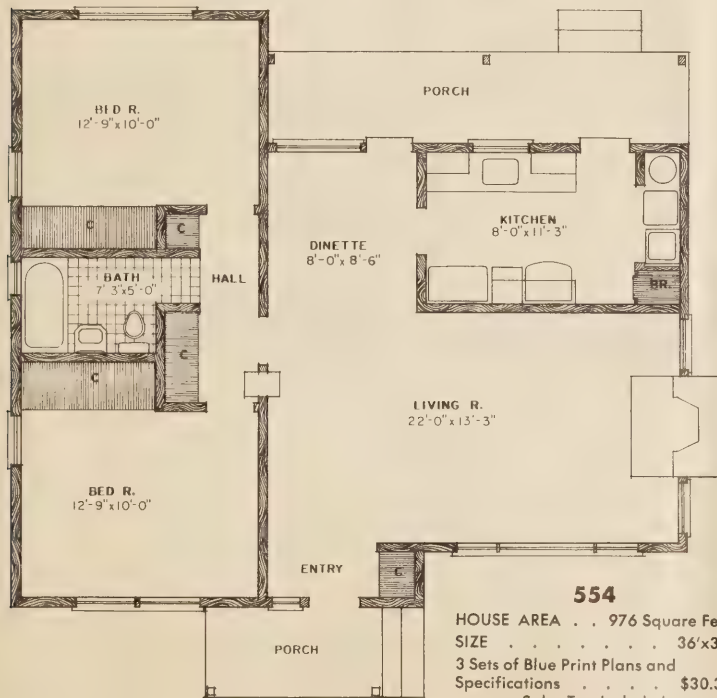 BED R.
12'-9"x10'-0"
PORCH
C
C
BATH
7' 3"x5'-0"
HALL
DINETTE
8'-0"x 8'-6"
KITCHEN
8'-0"x11'-3"
BR.
C
C
LIVING R.
22'-0"x13'-3"
BED R.
12'-9"x10'-0"
ENTRY
C
PORCH
554
HOUSE AREA . . 976 Square Fe
SIZE . . . . . . . 36'x3
3 Sets of Blue Print Plans and
Specifications . . . . $30.